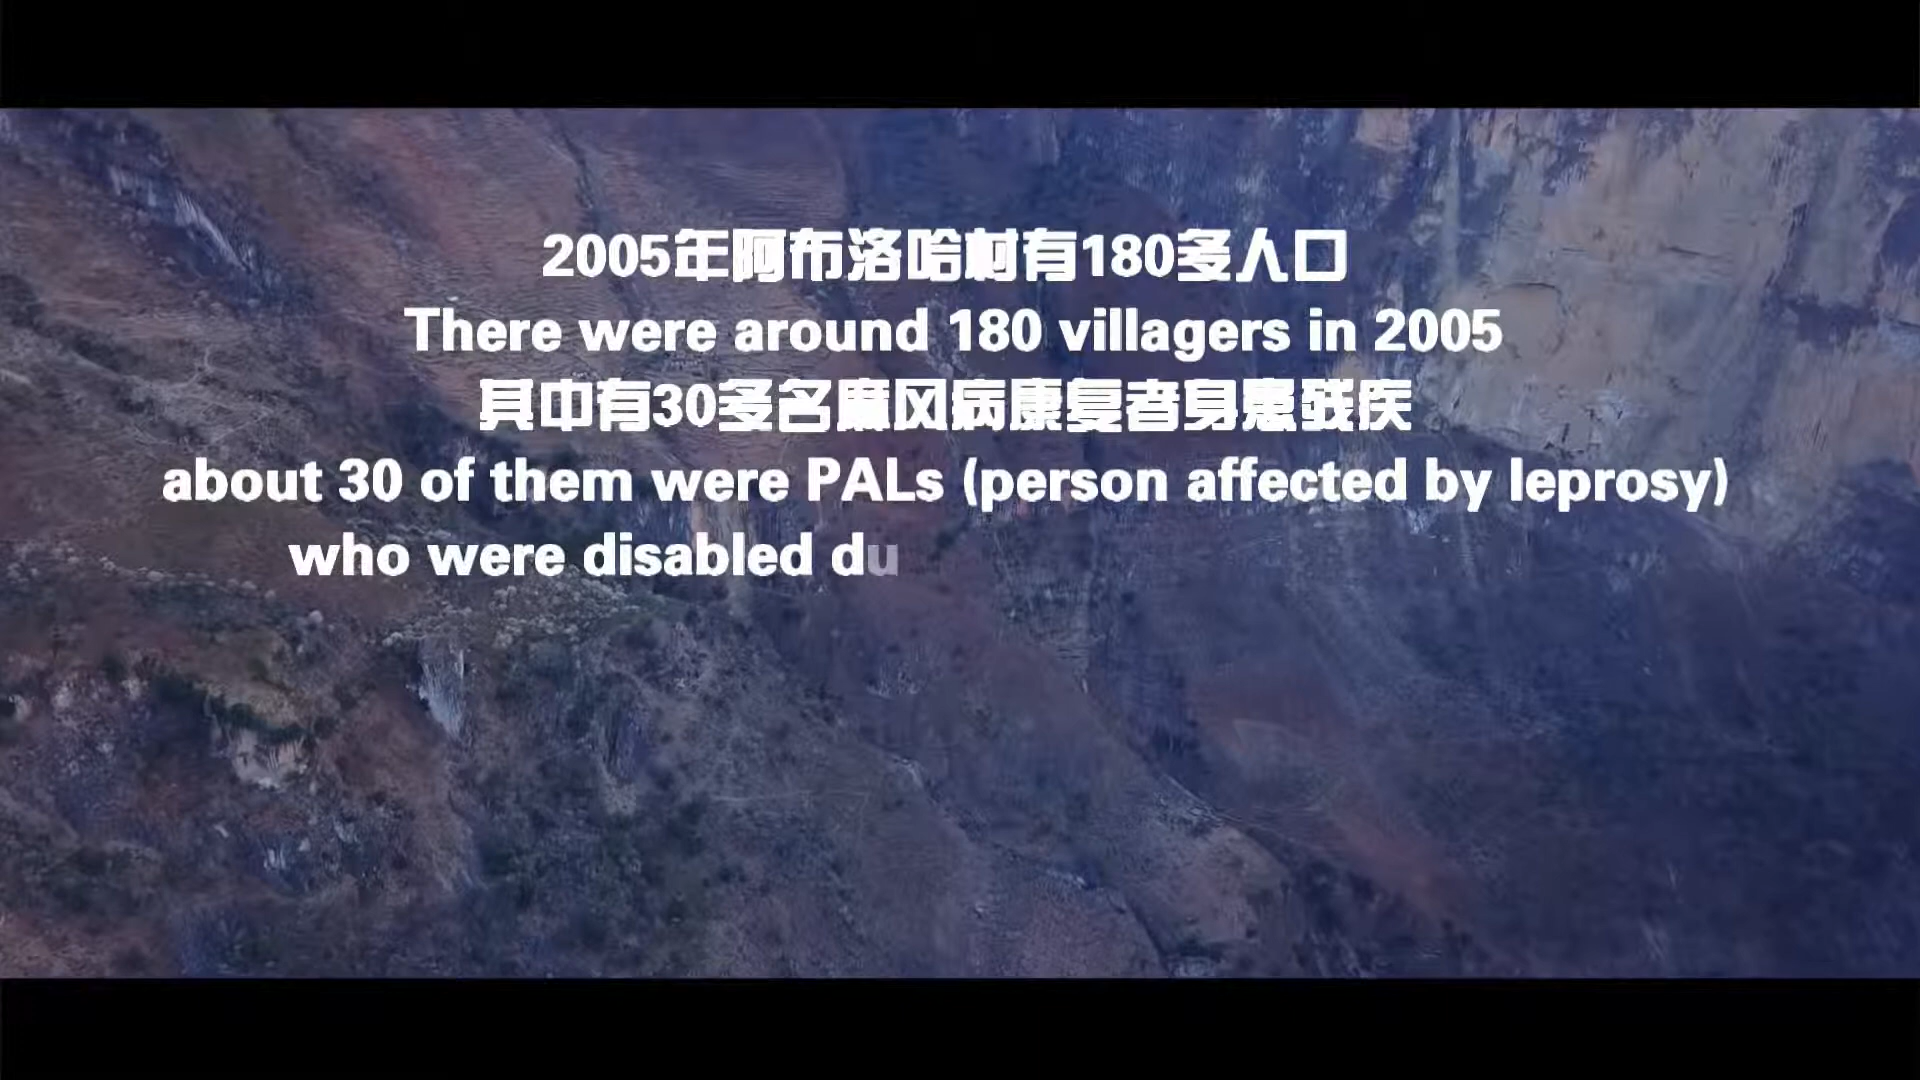 2005年阿布洛哈村有180多人口
There were around 180 villagers in 2005
其中有30多名麻风病康复者身患残疾
about 30 of them were PALs (person affected by leprosy)
who were disabled du